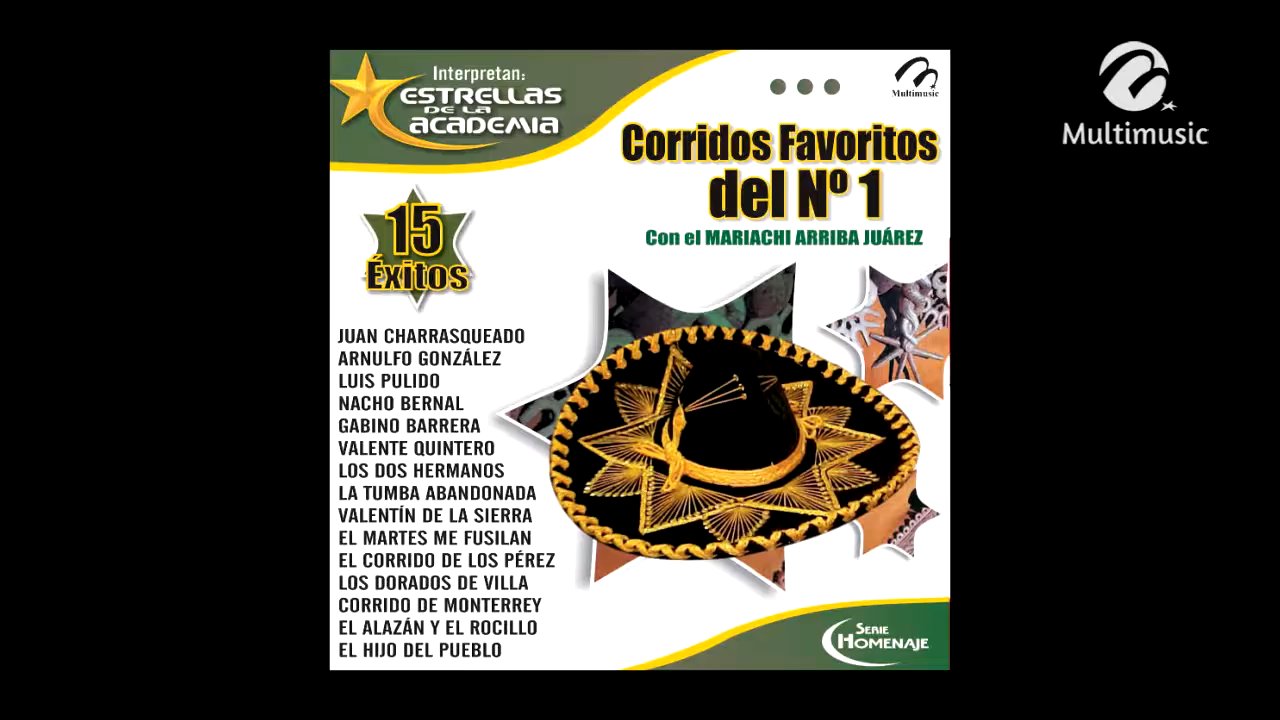 Interpretan:
ESTRELLAS
DE LA
ACADEMIA
Multimusic
Multimusic
Corridos Favoritos
del Nº 1
Con el MARIACHI ARRIBA JUÁREZ
15
Éxitos
JUAN CHARRASQUEADO
ARNULFO GONZÁLEZ
LUIS PULIDO
NACHO BERNAL
GABINO BARRERA
VALENTE QUINTERO
LOS DOS HERMANOS
LA TUMBA ABANDONADA
VALENTÍN DE LA SIERRA
EL MARTES ME FUSILAN
EL CORRIDO DE LOS PÉREZ
LOS DORADOS DE VILLA
CORRIDO DE MONTERREY
EL ALAZÁN Y EL ROCILLO
EL HIJO DEL PUEBLO
SERIE
HOMENAJE